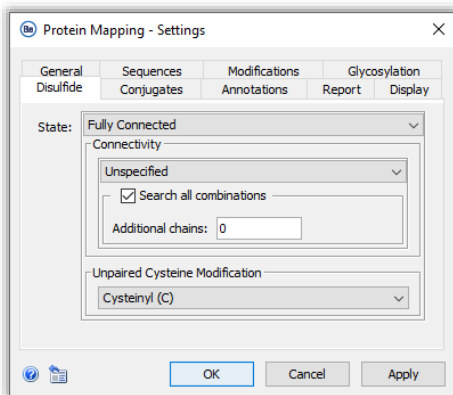 Be Protein Mapping - Settings
General Sequences Modifications Glycosylation
Disulfide Conjugates Annotations Report Display
State: Fully Connected
Connectivity
Unspecified
Search all combinations
Additional chains: 0
Unpaired Cysteine Modification
Cysteinyl (C)
? OK Cancel Apply